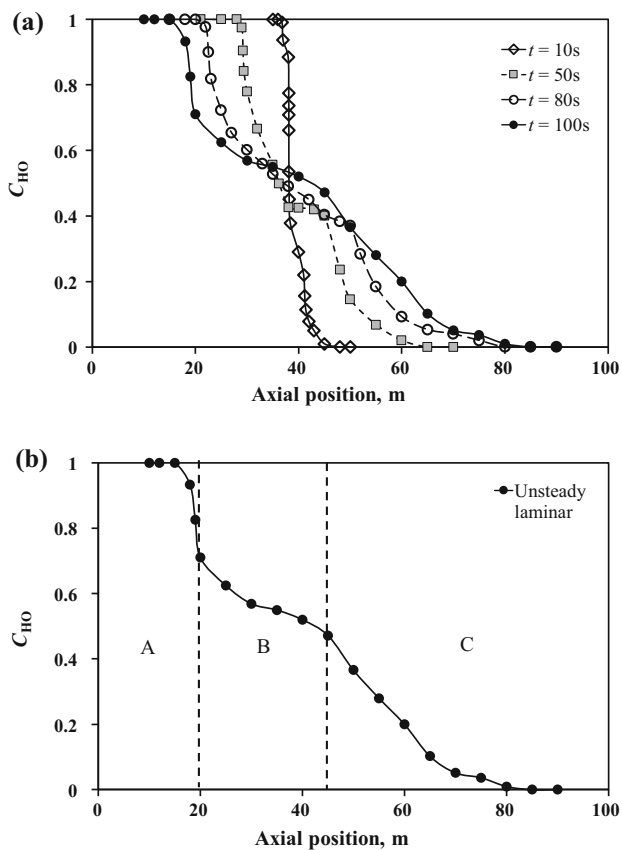 (a)
1
0.8
0.6
0.4
0.2
0
C_HO
0 20 40 60 80 100
Axial position, m
t = 10s
t = 50s
t = 80s
t = 100s
(b)
1
0.8
0.6
0.4
0.2
0
C_HO
Unsteady
laminar
A B C
0 20 40 60 80 100
Axial position, m